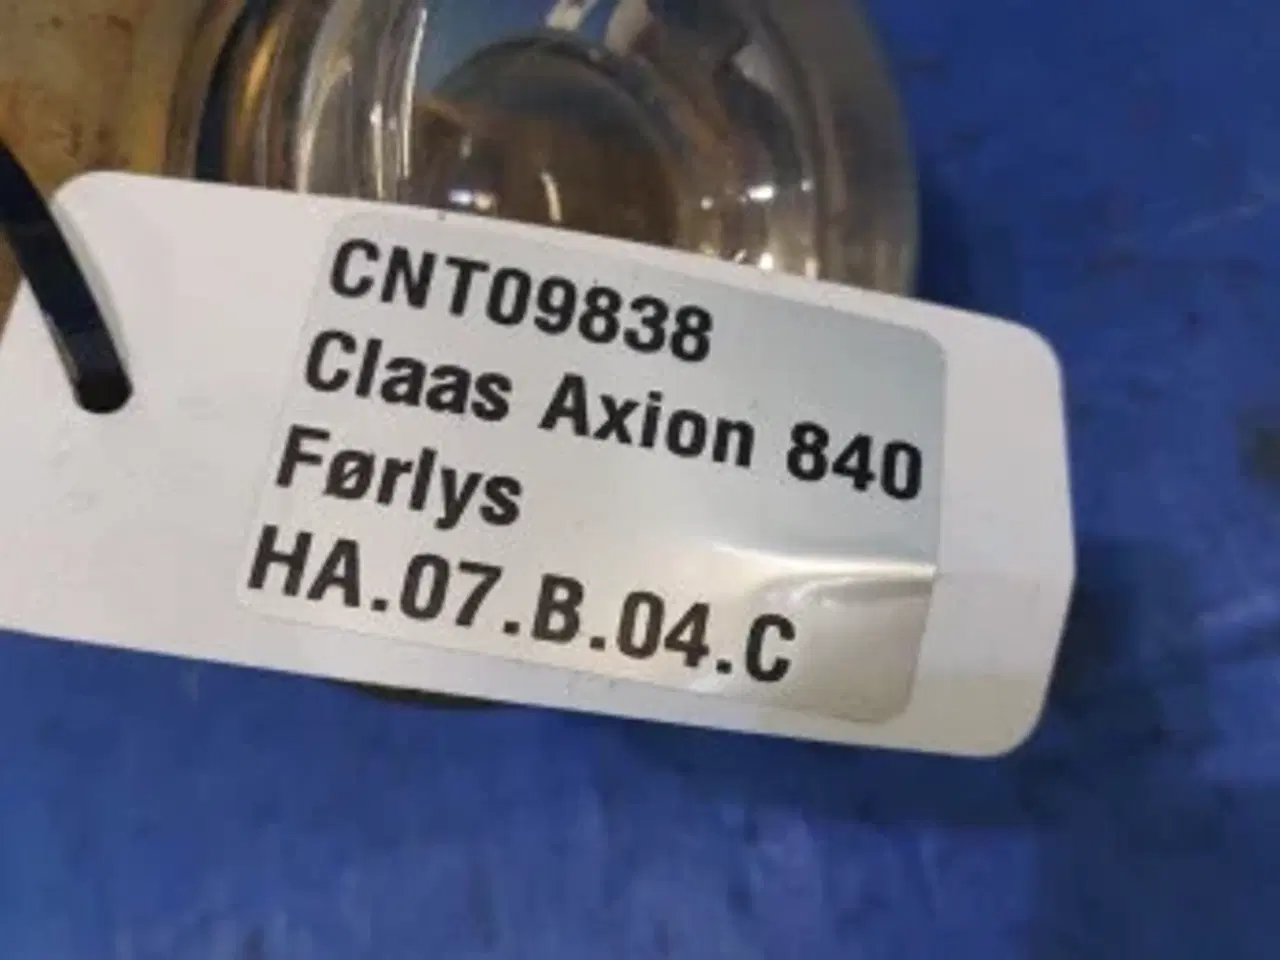 CNT09838
Claas Axion 840
Førlys
HA.07.B.04.C